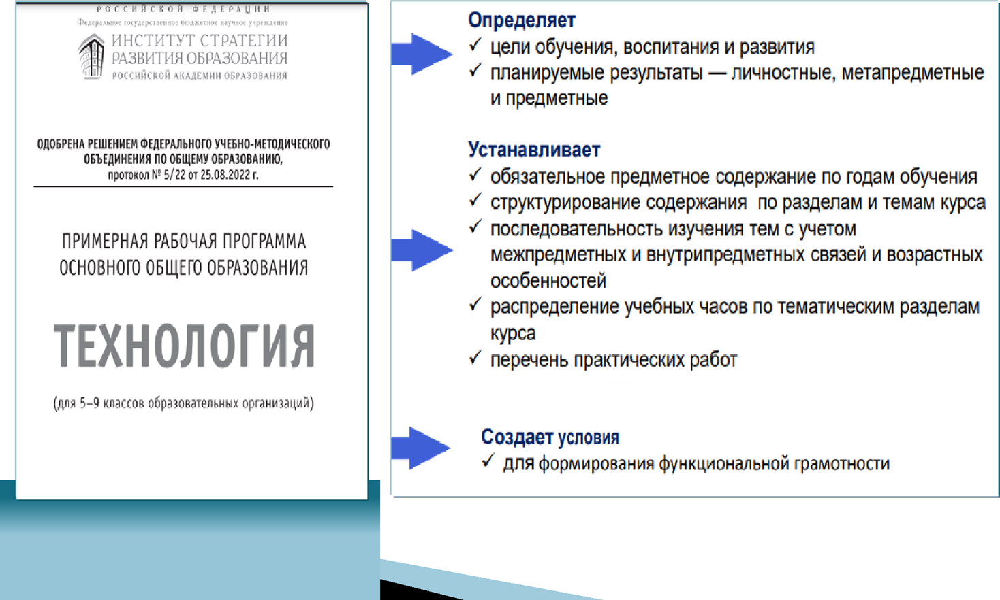 РОССИЙСКОЙ ФЕДЕРАЦИИ
Федеральное государственное бюджетное научное учреждение
ИНСТИТУТ СТРАТЕГИИ
РАЗВИТИЯ ОБРАЗОВАНИЯ
РОССИЙСКОЙ АКАДЕМИИ ОБРАЗОВАНИЯ
ОДОБРЕНА РЕШЕНИЕМ ФЕДЕРАЛЬНОГО УЧЕБНО-МЕТОДИЧЕСКОГО
ОБЪЕДИНЕНИЯ ПО ОБЩЕМУ ОБРАЗОВАНИЮ,
протокол № 5/22 от 25.08.2022 г.
ПРИМЕРНАЯ РАБОЧАЯ ПРОГРАММА
ОСНОВНОГО ОБЩЕГО ОБРАЗОВАНИЯ
ТЕХНОЛОГИЯ
(для 5–9 классов образовательных организаций)
Определяет
✓ цели обучения, воспитания и развития
✓ планируемые результаты — личностные, метапредметные
и предметные
Устанавливает
✓ обязательное предметное содержание по годам обучения
✓ структурирование содержания по разделам и темам курса
✓ последовательность изучения тем с учетом
межпредметных и внутрипредметных связей и возрастных
особенностей
✓ распределение учебных часов по тематическим разделам
курса
✓ перечень практических работ
Создает условия
✓ для формирования функциональной грамотности